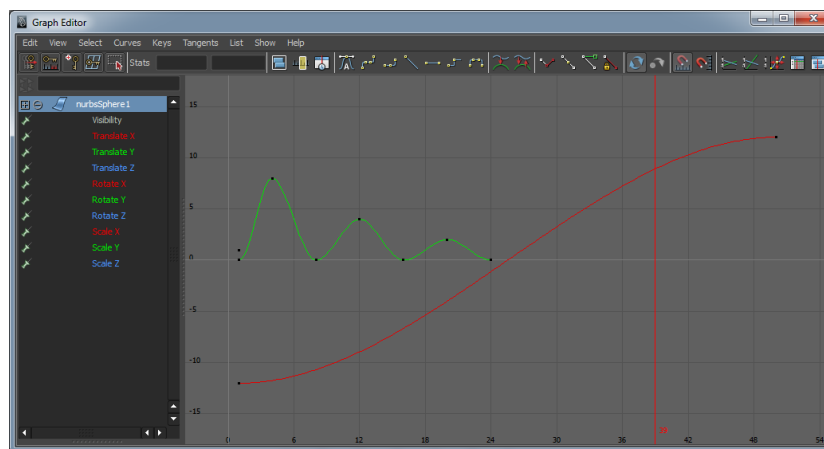 Graph Editor
Edit View Select Curves Keys Tangents List Show Help
Stats
nurbsSphere1
Visibility
Translate X
Translate Y
Translate Z
Rotate X
Rotate Y
Rotate Z
Scale X
Scale Y
Scale Z
15
10
5
0
-5
-10
-15
0 6 12 18 24 30 36 42 48 54